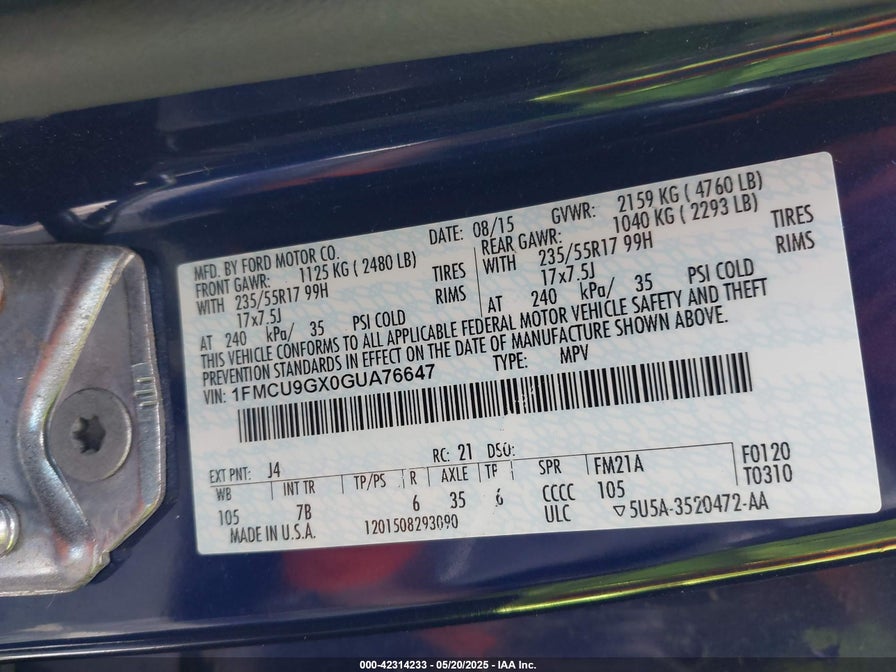 MFD. BY FORD MOTOR CO.
DATE: 08/15
GVWR: 2159 KG ( 4760 LB)
FRONT GAWR: 1125 KG ( 2480 LB)
REAR GAWR: 1040 KG ( 2293 LB)
WITH 235/55R17 99H TIRES
WITH 235/55R17 99H TIRES
17x7.5J RIMS
17x7.5J RIMS
AT 240 kPa/ 35 PSI COLD
AT 240 kPa/ 35 PSI COLD
THIS VEHICLE CONFORMS TO ALL APPLICABLE FEDERAL MOTOR VEHICLE SAFETY AND THEFT
PREVENTION STANDARDS IN EFFECT ON THE DATE OF MANUFACTURE SHOWN ABOVE.
VIN: 1FMCU9GX0GUA76647 TYPE: MPV
EXT PNT: J4 RC: 21 DSO:
WB INT TR TP/PS R AXLE TP SPR FM21A F0120
105 7B 6 35 6 CCCC 105 T0310
MADE IN U.S.A. 1201508293090 ULC ▽5U5A-3520472-AA
000-42314233 - 05/20/2025 - IAA Inc.